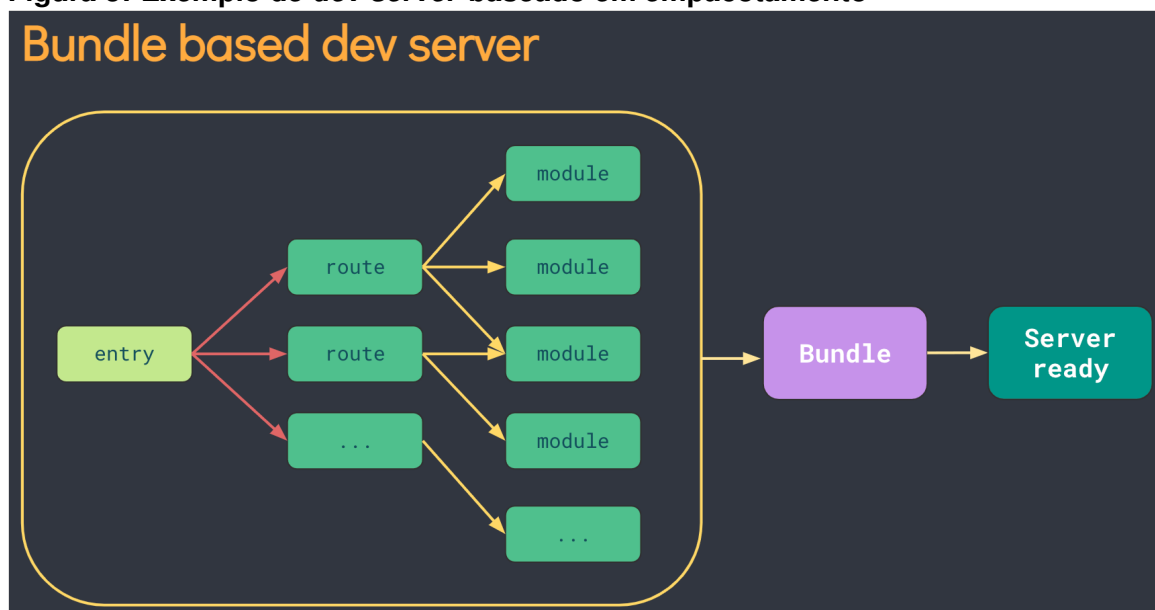 Bundle based dev server
module
route
module
entry
route
module
Bundle
Server
ready
...
module
...